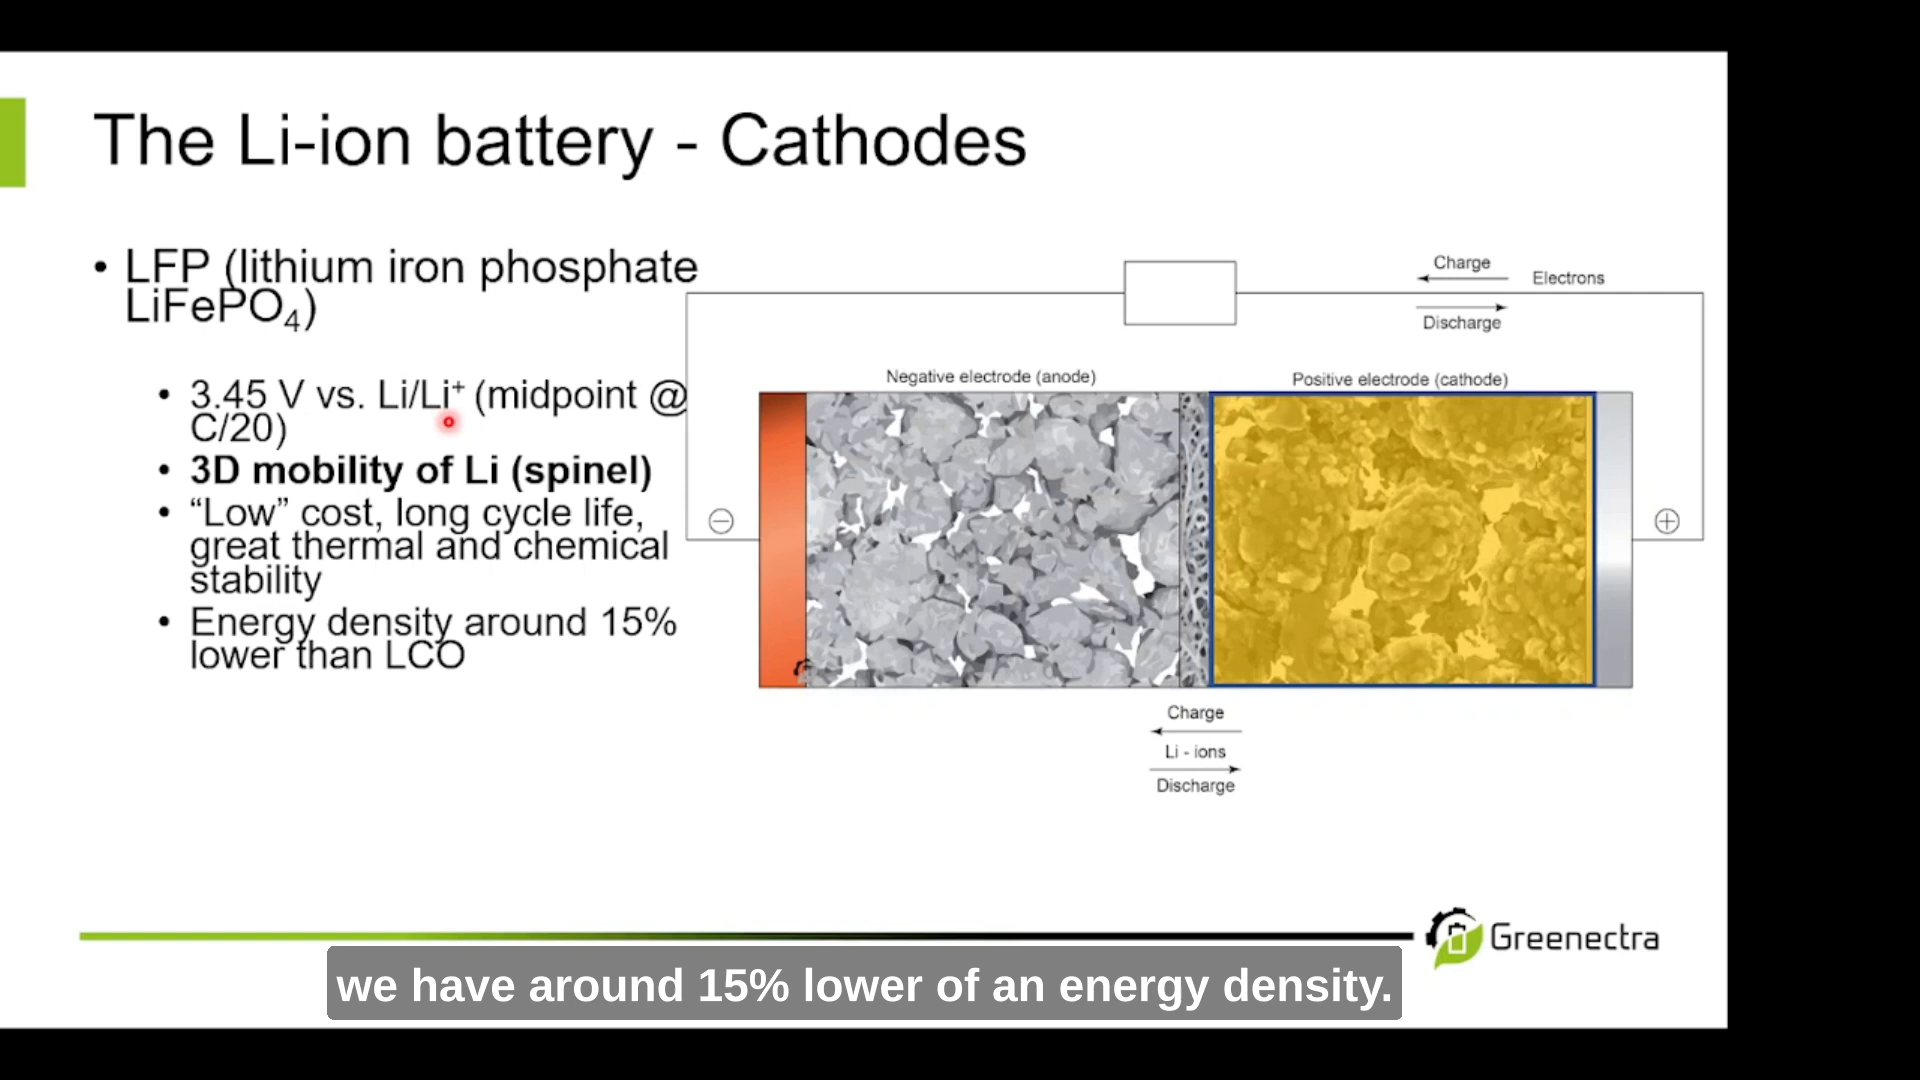 The Li-ion battery - Cathodes
• LFP (lithium iron phosphate
LiFePO₄)
• 3.45 V vs. Li/Li⁺ (midpoint @
C/20)
• 3D mobility of Li (spinel)
• “Low” cost, long cycle life,
great thermal and chemical
stability
• Energy density around 15%
lower than LCO
Charge
Electrons
Discharge
Negative electrode (anode)
Positive electrode (cathode)
Charge
Li - ions
Discharge
Greenectra
we have around 15% lower of an energy density.